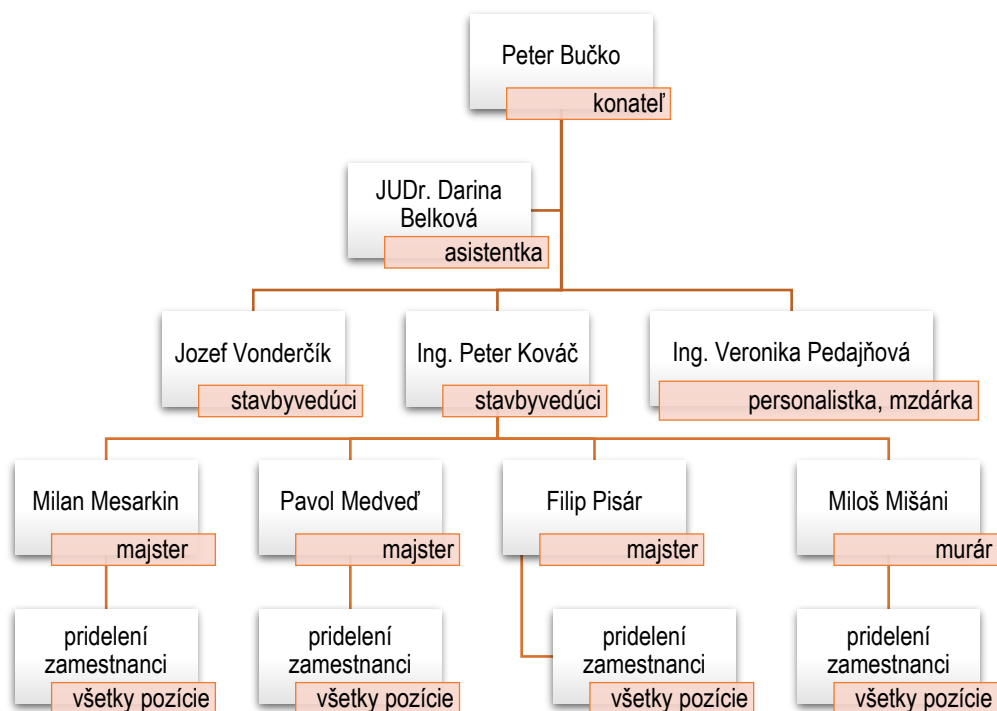 Peter Bučko
konateľ
JUDr. Darina
Belková
asistentka
Jozef Vonderčík
stavbyvedúci
Ing. Peter Kováč
stavbyvedúci
Ing. Veronika Pedajňová
personalistka, mzdárka
Milan Mesarkin
majster
Pavol Medveď
majster
Filip Pisár
majster
Miloš Mišáni
murár
pridelení
zamestnanci
všetky pozície
pridelení
zamestnanci
všetky pozície
pridelení
zamestnanci
všetky pozície
pridelení
zamestnanci
všetky pozície